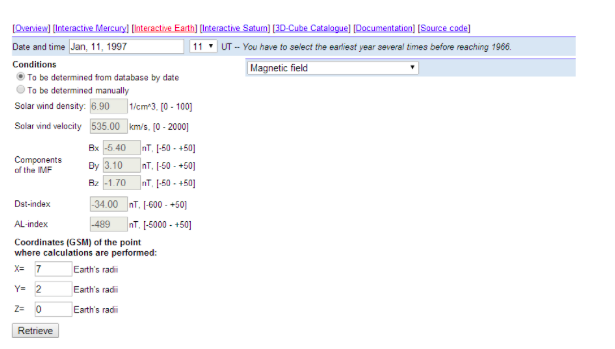 [Overview] [Interactive Mercury] [Interactive Earth] [Interactive Saturn] [3D-Cube Catalogue] [Documentation] [Source code]
Date and time Jan, 11, 1997 11 UT -- You have to select the earliest year several times before reaching 1966.
Conditions
Magnetic field
To be determined from database by date
To be determined manually
Solar wind density: 6.90 1/cm^3, [0 - 100]
Solar wind velocity 535.00 km/s, [0 - 2000]
Components of the IMF
Bx -6.40 nT, [-50 - +50]
By 3.10 nT, [-50 - +50]
Bz -1.70 nT, [-50 - +50]
Dst-index -34.00 nT, [-600 - +50]
AL-index -489 nT, [-5000 - +50]
Coordinates (GSM) of the point
where calculations are performed:
X= 7 Earth's radii
Y= 2 Earth's radii
Z= 0 Earth's radii
Retrieve